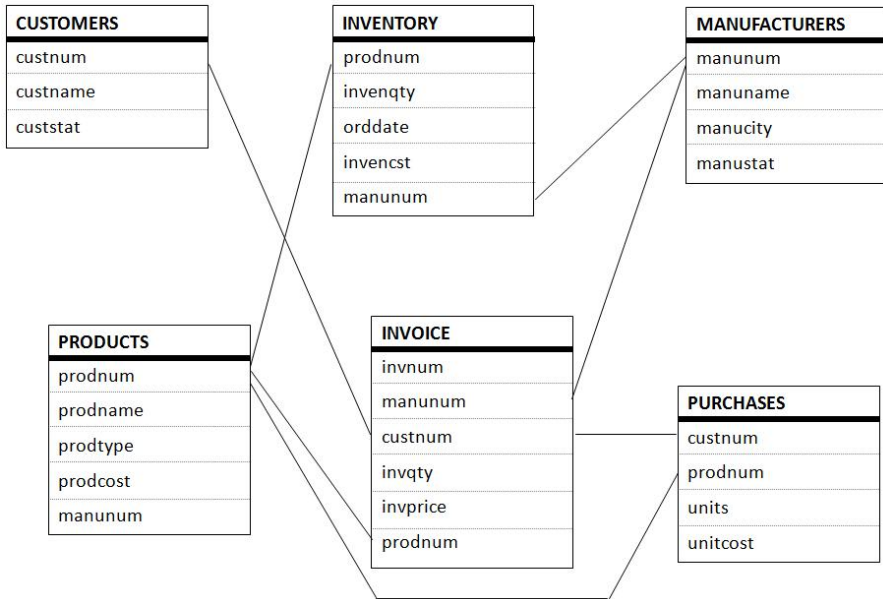 CUSTOMERS
custnum
custname
custstat
INVENTORY
prodnum
invenqty
orddate
invencst
manunum
MANUFACTURERS
manunum
manuname
manucity
manustat
PRODUCTS
prodnum
prodname
prodtype
prodcost
manunum
INVOICE
invnum
manunum
custnum
invqty
invprice
prodnum
PURCHASES
custnum
prodnum
units
unitcost